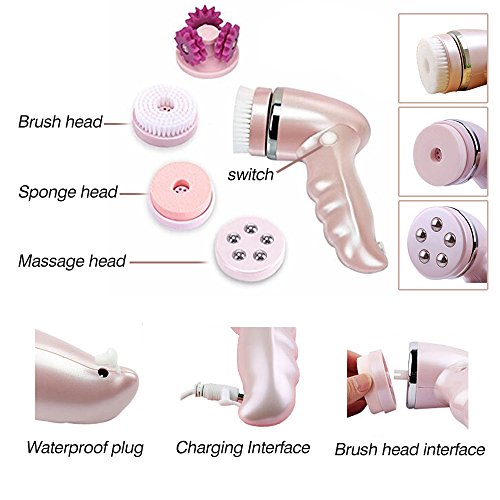 Brush head
switch
Sponge head
Massage head
Waterproof plug
Charging Interface
Brush head interface